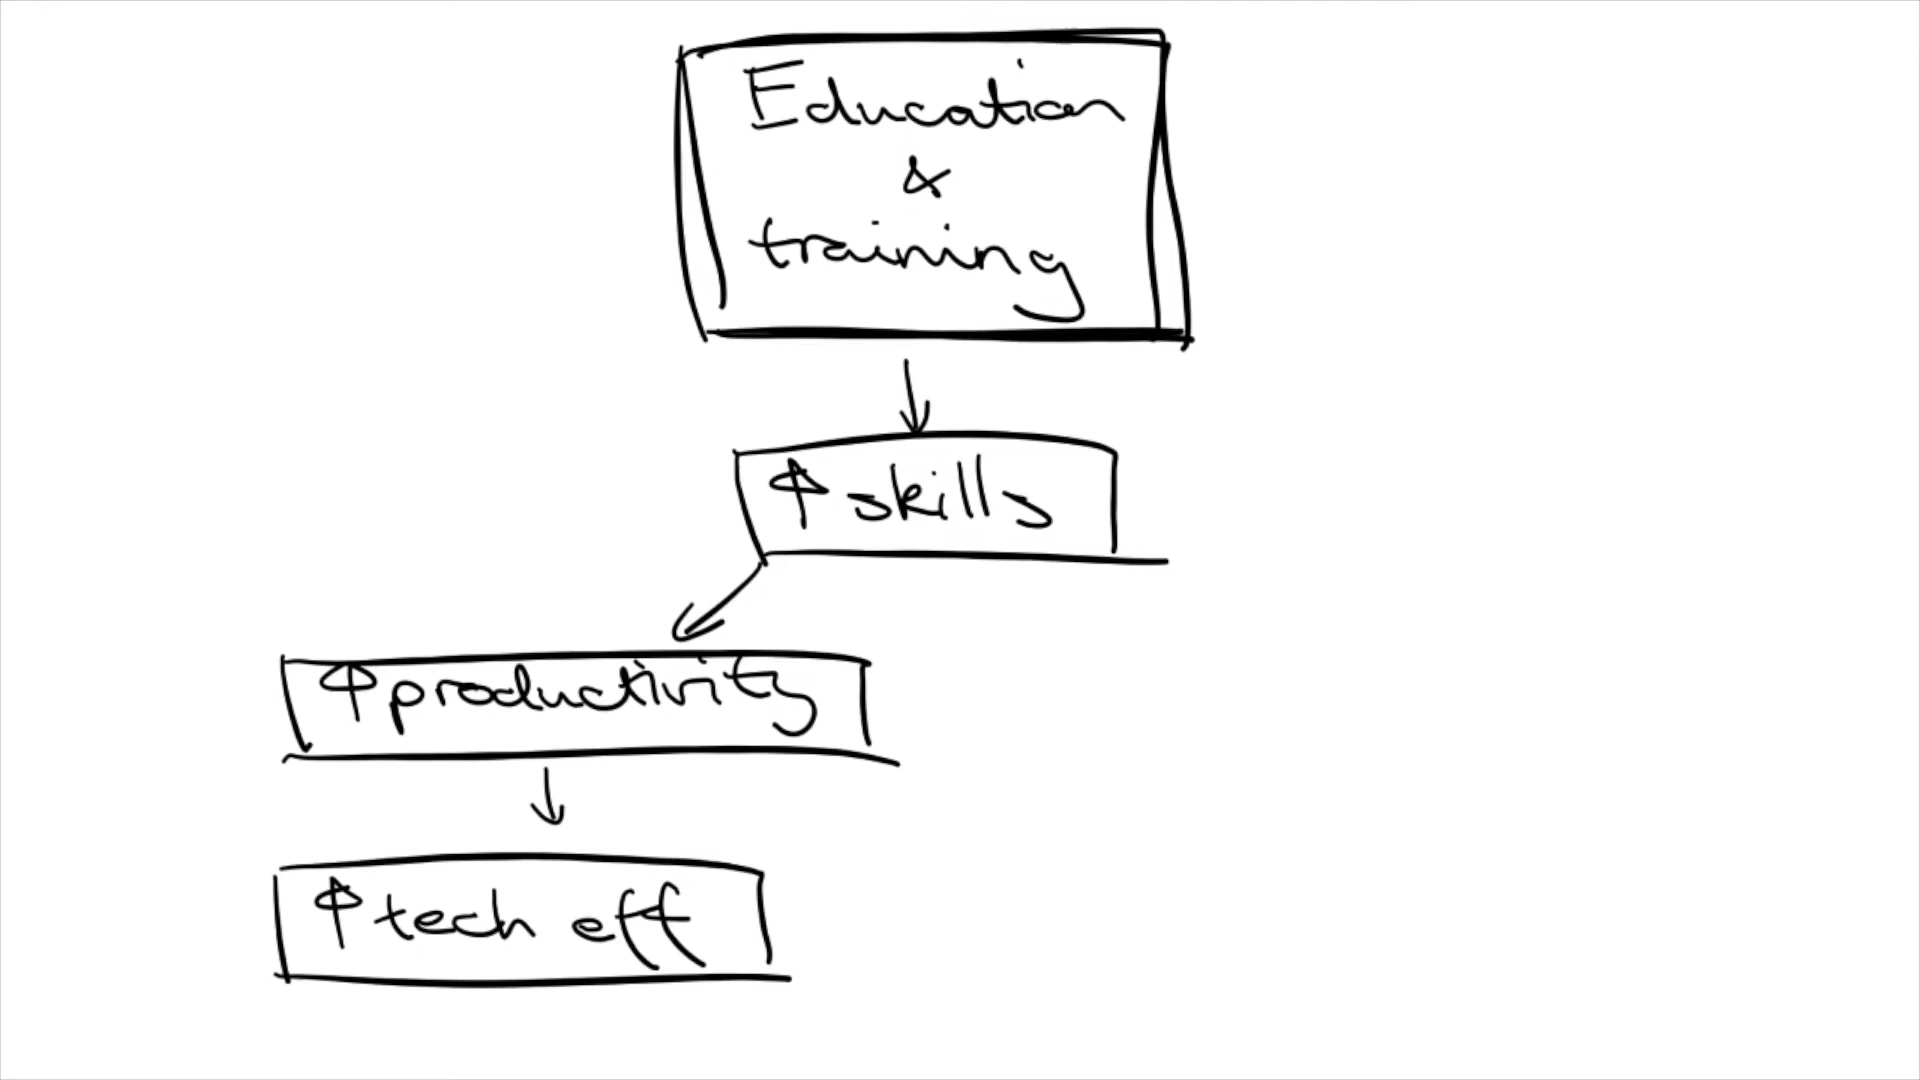 Education
&
training
↑ skills
↑ productivity
↑ tech eff